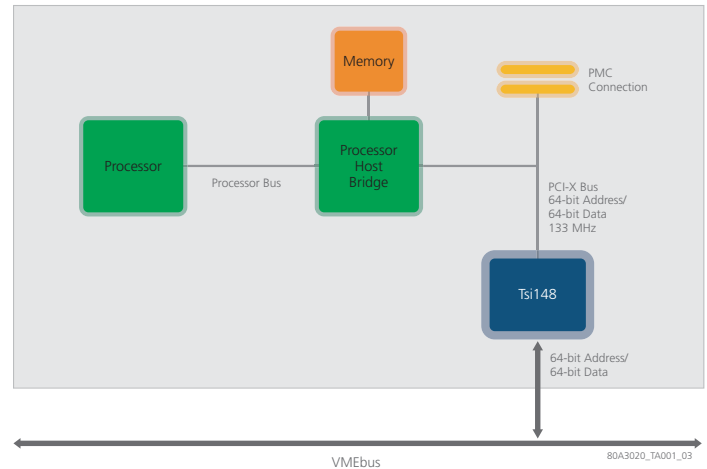 Memory
PMC
Connection
Processor
Processor Bus
Processor
Host
Bridge
PCI-X Bus
64-bit Address/
64-bit Data
133 MHz
Tsi148
64-bit Address/
64-bit Data
VMEbus
80A3020_TA001_03